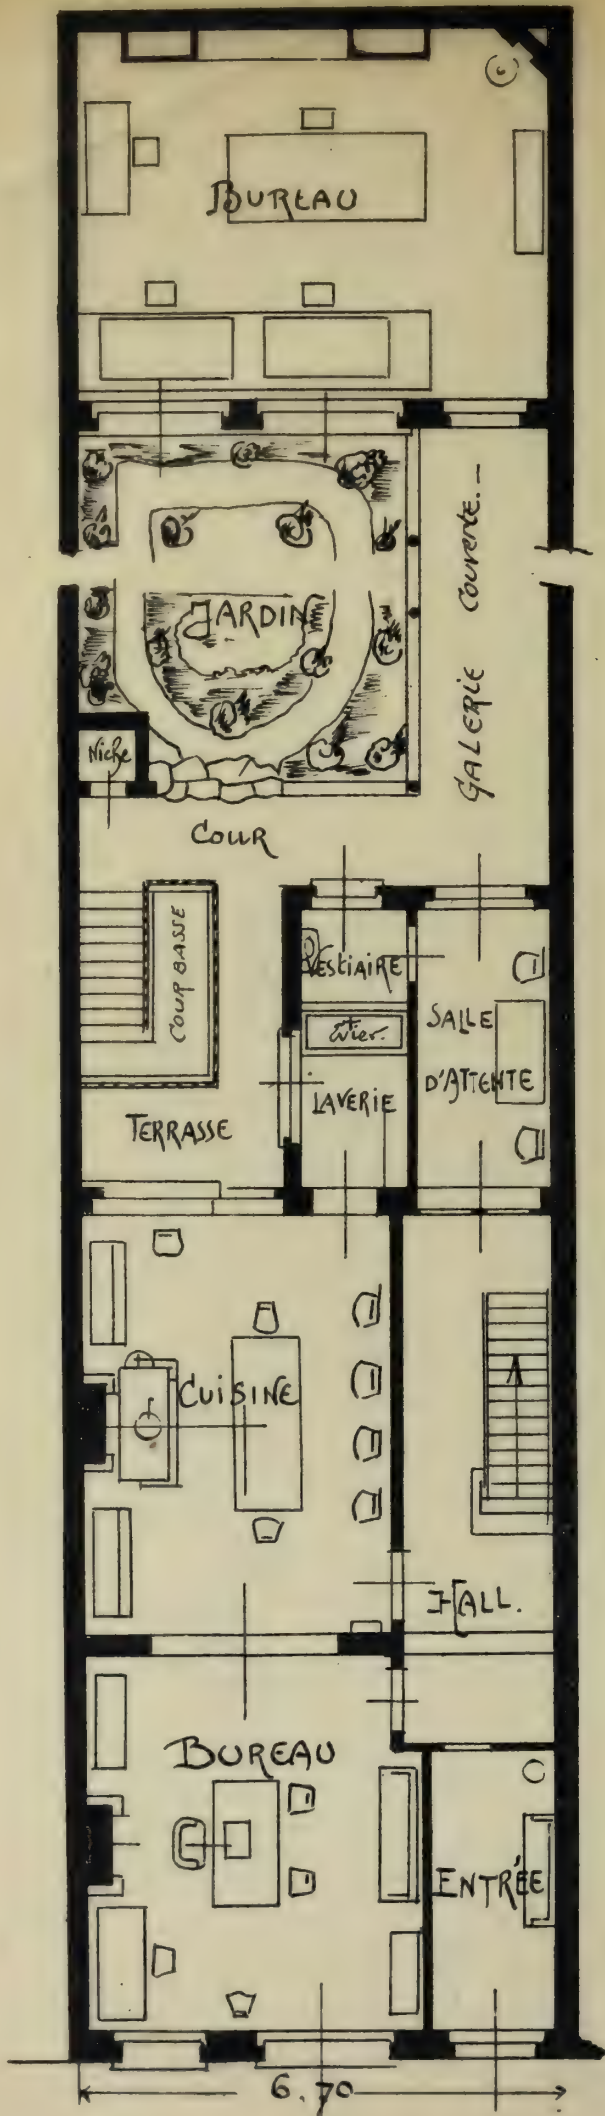 BUREAU
GALERIE COUVERTE.-
JARDIN
Niche
COUR
COUR BASSE
VESTIAIRE
Evier.
SALLE
D'ATTENTE
LAVERIE
TERRASSE
CUISINE
HALL.
BUREAU
ENTRÉE
6.70